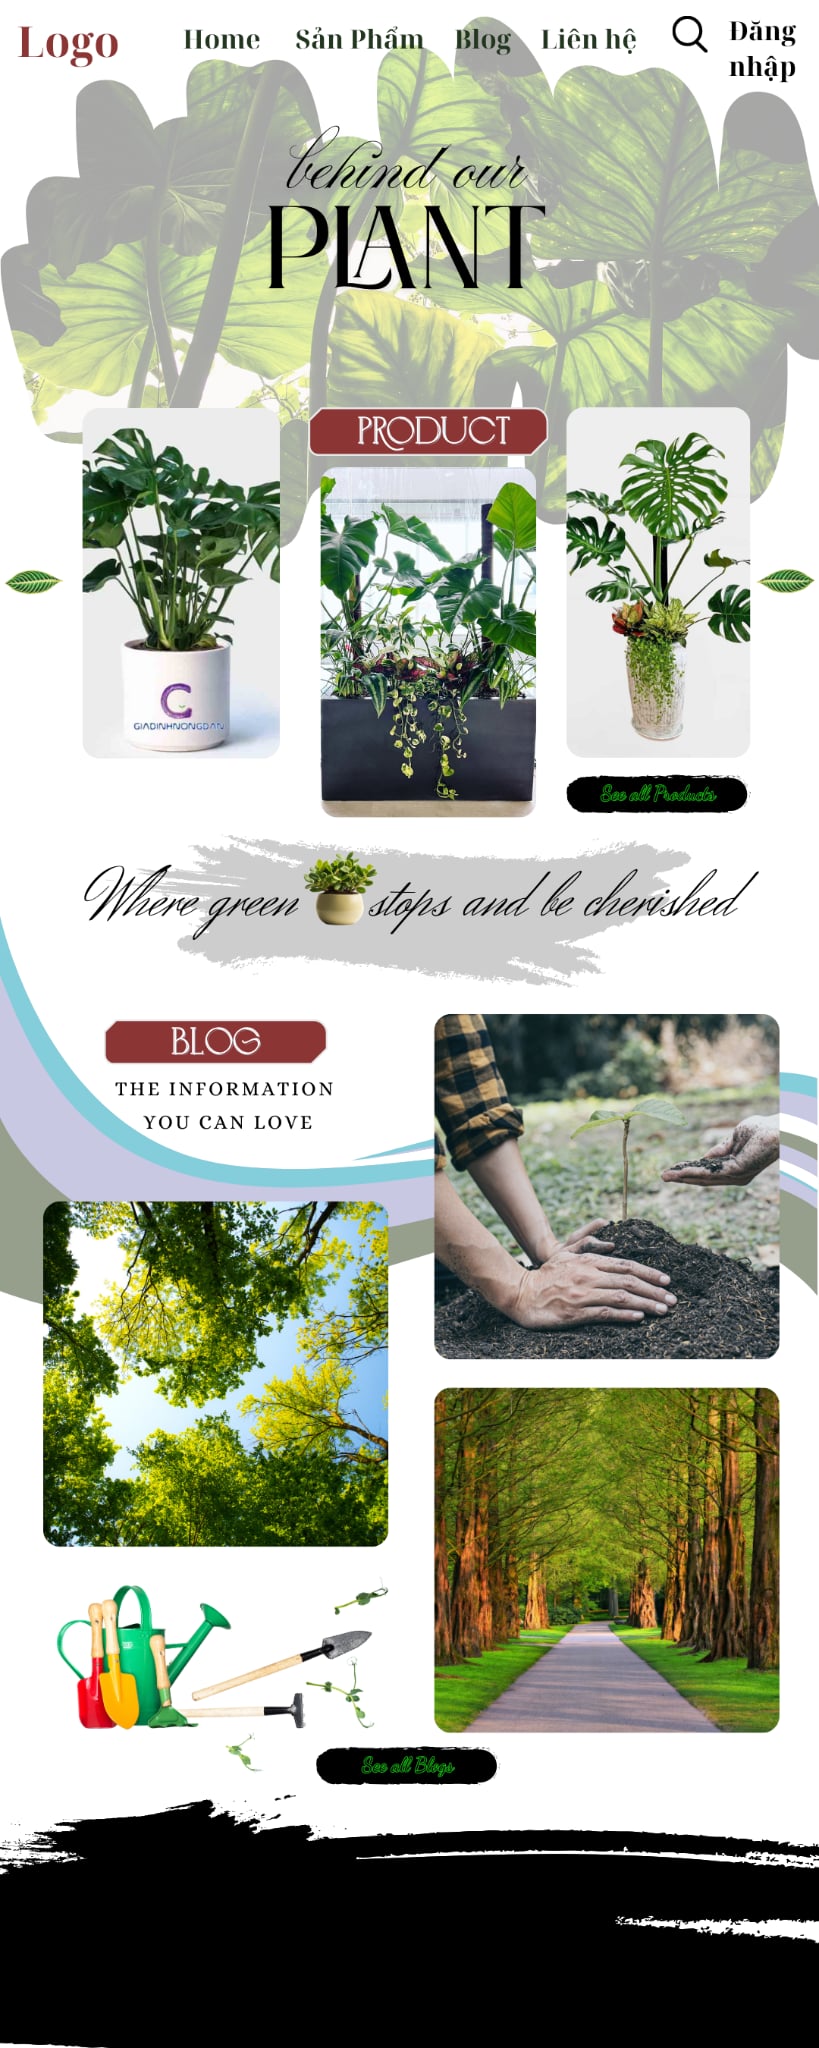 Logo
Home
Sản Phẩm
Blog
Liên hệ
Đăng
nhập
behind our
PLANT
PRODUCT
GIADINHNONGDAN
See all Products
Where green stops and be cherished
BLOG
THE INFORMATION
YOU CAN LOVE
See all Blogs